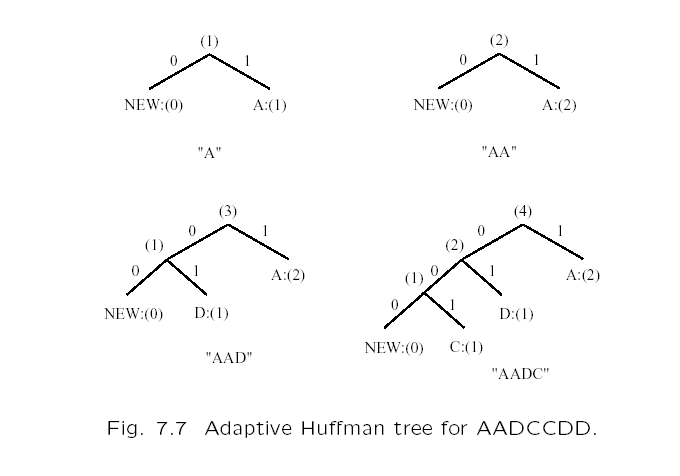 (1)
0 1
NEW:(0) A:(1)
"A"
(2)
0 1
NEW:(0) A:(2)
"AA"
(3)
0 1
(1)
0 1
A:(2)
NEW:(0) D:(1)
"AAD"
(4)
0 1
(2)
(1) 0 1
A:(2)
0 1
D:(1)
NEW:(0) C:(1)
"AADC"
Fig. 7.7 Adaptive Huffman tree for AADCCDD.